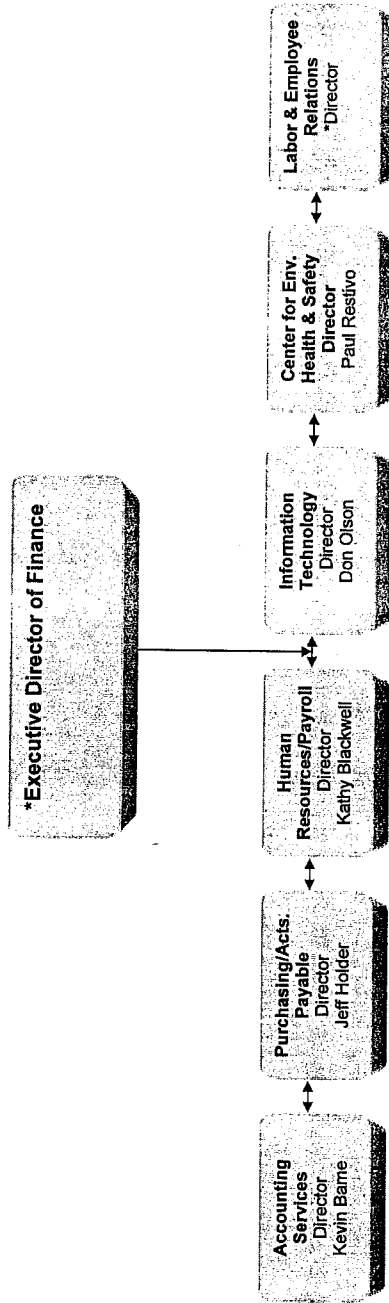 *Executive Director of Finance
Accounting
Services
Director
Kevin Bame
Purchasing/Acts.
Payable
Director
Jeff Holder
Human
Resources/Payroll
Director
Kathy Blackwell
Information
Technology
Director
Don Olson
Center for Env.
Health & Safety
Director
Paul Restivo
Labor & Employee
Relations
*Director